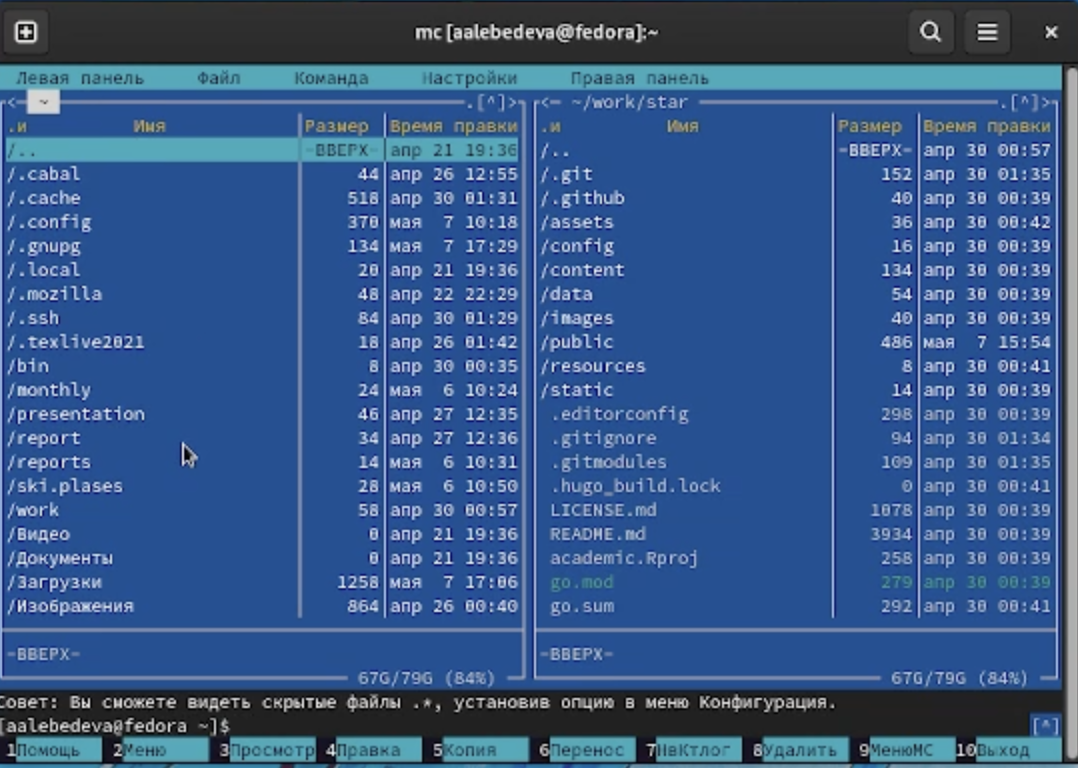 mc [aalebedeva@fedora]:~
Левая панель Файл Команда Настройки Правая панель
<─ ~ .[^]>
.и Имя Размер Время правки
/.. -ВВЕРХ- апр 21 19:36
/.cabal 44 апр 26 12:55
/.cache 518 апр 30 01:31
/.config 370 мая 7 10:18
/.gnupg 134 мая 7 17:29
/.local 20 апр 21 19:36
/.mozilla 48 апр 22 22:29
/.ssh 84 апр 30 01:29
/.texlive2021 18 апр 26 01:42
/bin 8 апр 30 00:35
/monthly 24 мая 6 10:24
/presentation 46 апр 27 12:35
/report 34 апр 27 12:36
/reports 14 мая 6 10:31
/ski.plases 28 мая 6 10:50
/work 58 апр 30 00:57
/Видео 0 апр 21 19:36
/Документы 0 апр 21 19:36
/Загрузки 1258 мая 7 17:06
/Изображения 864 апр 26 00:40
-ВВЕРХ-
67G/79G (84%)
<─ ~/work/star .[^]>
.и Имя Размер Время правки
/.. -ВВЕРХ- апр 30 00:57
/.git 152 апр 30 01:35
/.github 40 апр 30 00:39
/assets 36 апр 30 00:42
/config 16 апр 30 00:39
/content 134 апр 30 00:39
/data 54 апр 30 00:39
/images 40 апр 30 00:39
/public 486 мая 7 15:54
/resources 8 апр 30 00:41
/static 14 апр 30 00:39
.editorconfig 298 апр 30 00:39
.gitignore 94 апр 30 01:34
.gitmodules 109 апр 30 01:35
.hugo_build.lock 0 апр 30 00:41
LICENSE.md 1078 апр 30 00:39
README.md 3934 апр 30 00:39
academic.Rproj 258 апр 30 00:39
go.mod 279 апр 30 00:39
go.sum 292 апр 30 00:41
-ВВЕРХ-
67G/79G (84%)
Совет: Вы сможете видеть скрытые файлы .*, установив опцию в меню Конфигурация.
[aalebedeva@fedora ~]$ [^]
1Помощь 2Меню 3Просмотр 4Правка 5Копия 6Перенос 7НвКтлог 8Удалить 9МенюМС 10Выход